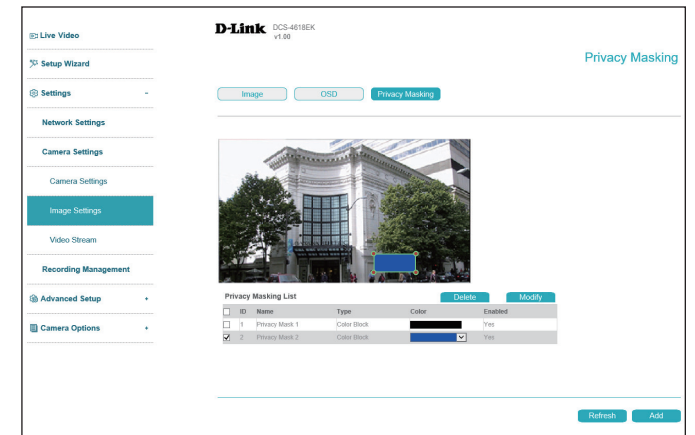 D-Link DCS-4618EK
v1.00
Live Video
Setup Wizard
Settings -
Network Settings
Camera Settings
Camera Settings
Image Settings
Video Stream
Recording Management
Advanced Setup +
Camera Options +
Privacy Masking
Image OSD Privacy Masking
Privacy Masking List Delete Modify
ID Name Type Color Enabled
1 Privacy Mask 1 Color Block Yes
2 Privacy Mask 2 Color Block Yes
Refresh Add